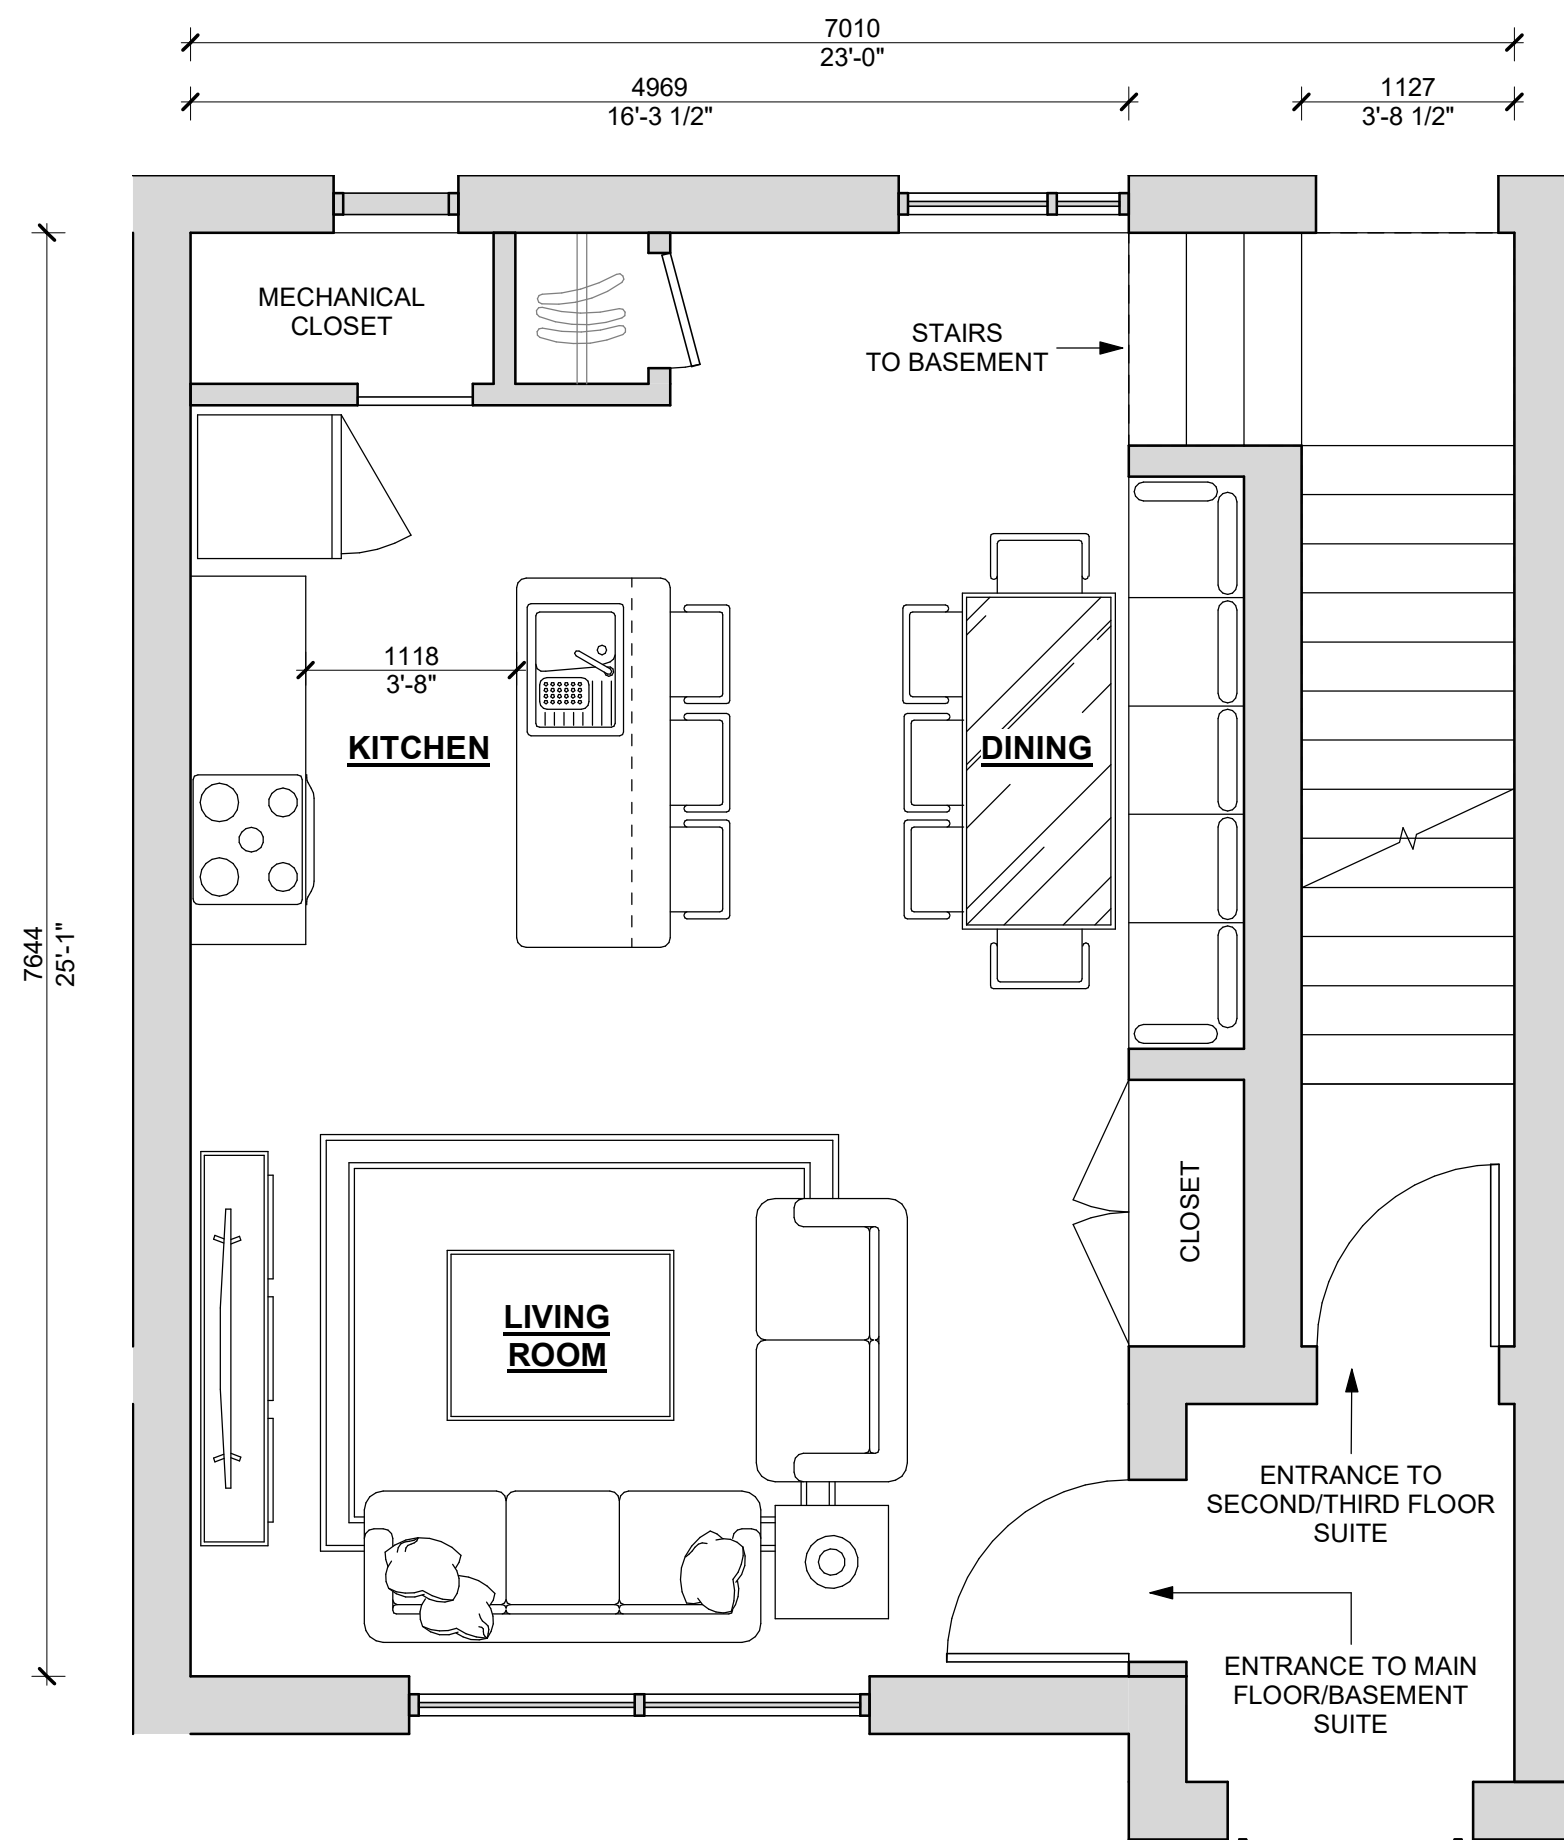 7010
23'-0"
4969
16'-3 1/2"
1127
3'-8 1/2"
MECHANICAL
CLOSET
STAIRS
TO BASEMENT
1118
3'-8"
KITCHEN
DINING
7644
25'-1"
CLOSET
LIVING
ROOM
ENTRANCE TO
SECOND/THIRD FLOOR
SUITE
ENTRANCE TO MAIN
FLOOR/BASEMENT
SUITE